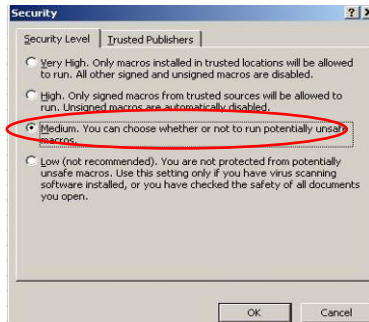 Security
Security Level Trusted Publishers
Very High. Only macros installed in trusted locations will be allowed
to run. All other signed and unsigned macros are disabled.
High. Only signed macros from trusted sources will be allowed to
run. Unsigned macros are automatically disabled.
Medium. You can choose whether or not to run potentially unsafe
macros.
Low (not recommended). You are not protected from potentially
unsafe macros. Use this setting only if you have virus scanning
software installed, or you have checked the safety of all documents
you open.
OK Cancel